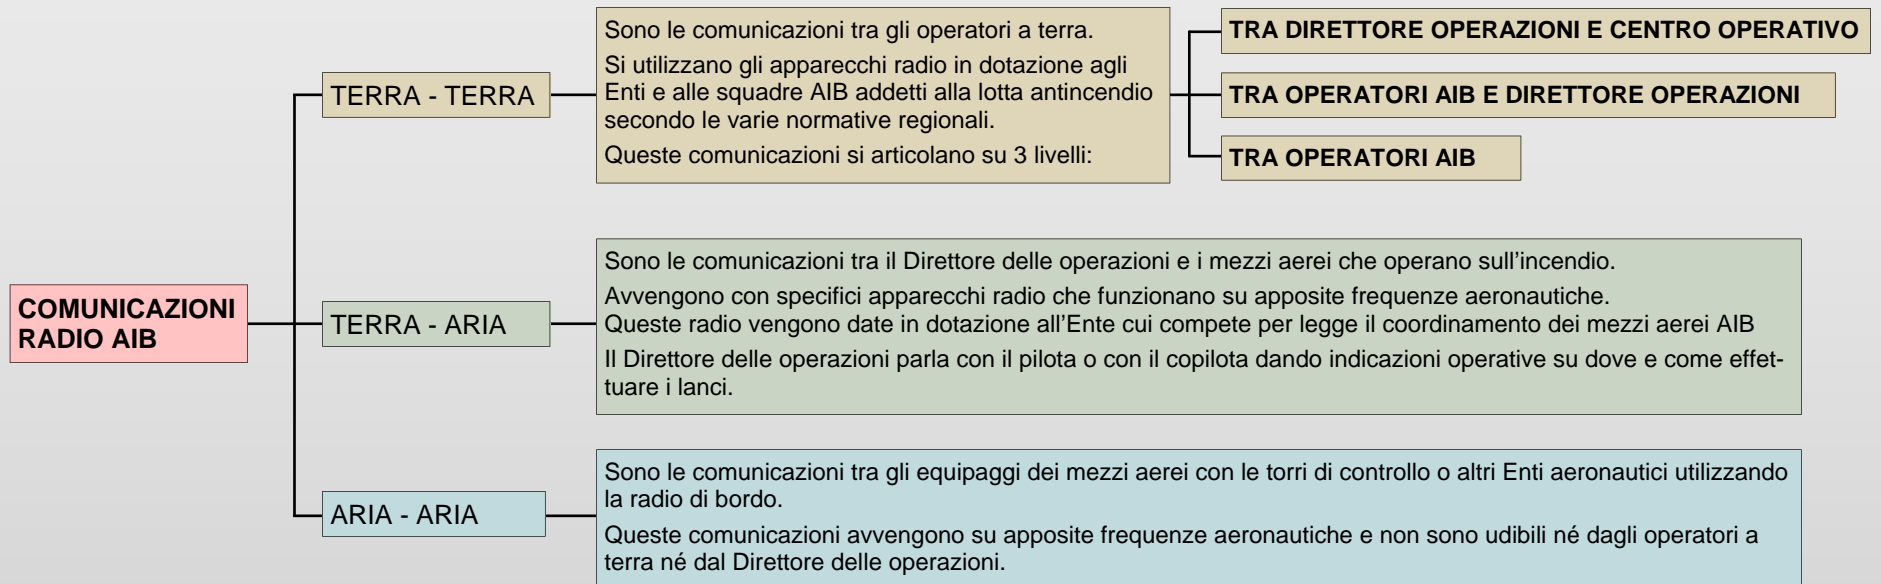 COMUNICAZIONI
RADIO AIB
TERRA - TERRA
Sono le comunicazioni tra gli operatori a terra.
Si utilizzano gli apparecchi radio in dotazione agli
Enti e alle squadre AIB addetti alla lotta antincendio
secondo le varie normative regionali.
Queste comunicazioni si articolano su 3 livelli:
TRA DIRETTORE OPERAZIONI E CENTRO OPERATIVO
TRA OPERATORI AIB E DIRETTORE OPERAZIONI
TRA OPERATORI AIB
TERRA - ARIA
Sono le comunicazioni tra il Direttore delle operazioni e i mezzi aerei che operano sull'incendio.
Avvengono con specifici apparecchi radio che funzionano su apposite frequenze aeronautiche.
Queste radio vengono date in dotazione all'Ente cui compete per legge il coordinamento dei mezzi aerei AIB
Il Direttore delle operazioni parla con il pilota o con il copilota dando indicazioni operative su dove e come effet-
tuare i lanci.
ARIA - ARIA
Sono le comunicazioni tra gli equipaggi dei mezzi aerei con le torri di controllo o altri Enti aeronautici utilizzando
la radio di bordo.
Queste comunicazioni avvengono su apposite frequenze aeronautiche e non sono udibili né dagli operatori a
terra né dal Direttore delle operazioni.